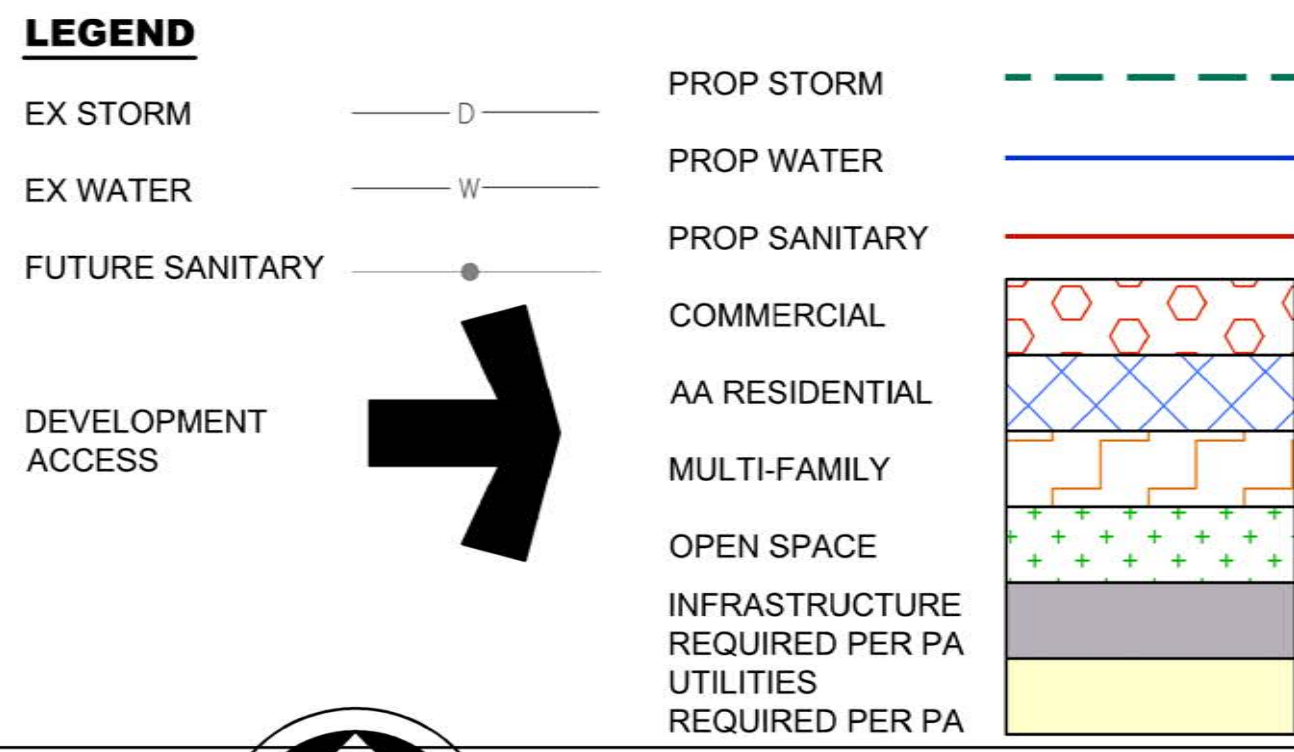 LEGEND
EX STORM
D
EX WATER
W
FUTURE SANITARY
DEVELOPMENT
ACCESS
PROP STORM
PROP WATER
PROP SANITARY
COMMERCIAL
AA RESIDENTIAL
MULTI-FAMILY
OPEN SPACE
INFRASTRUCTURE
REQUIRED PER PA
UTILITIES
REQUIRED PER PA